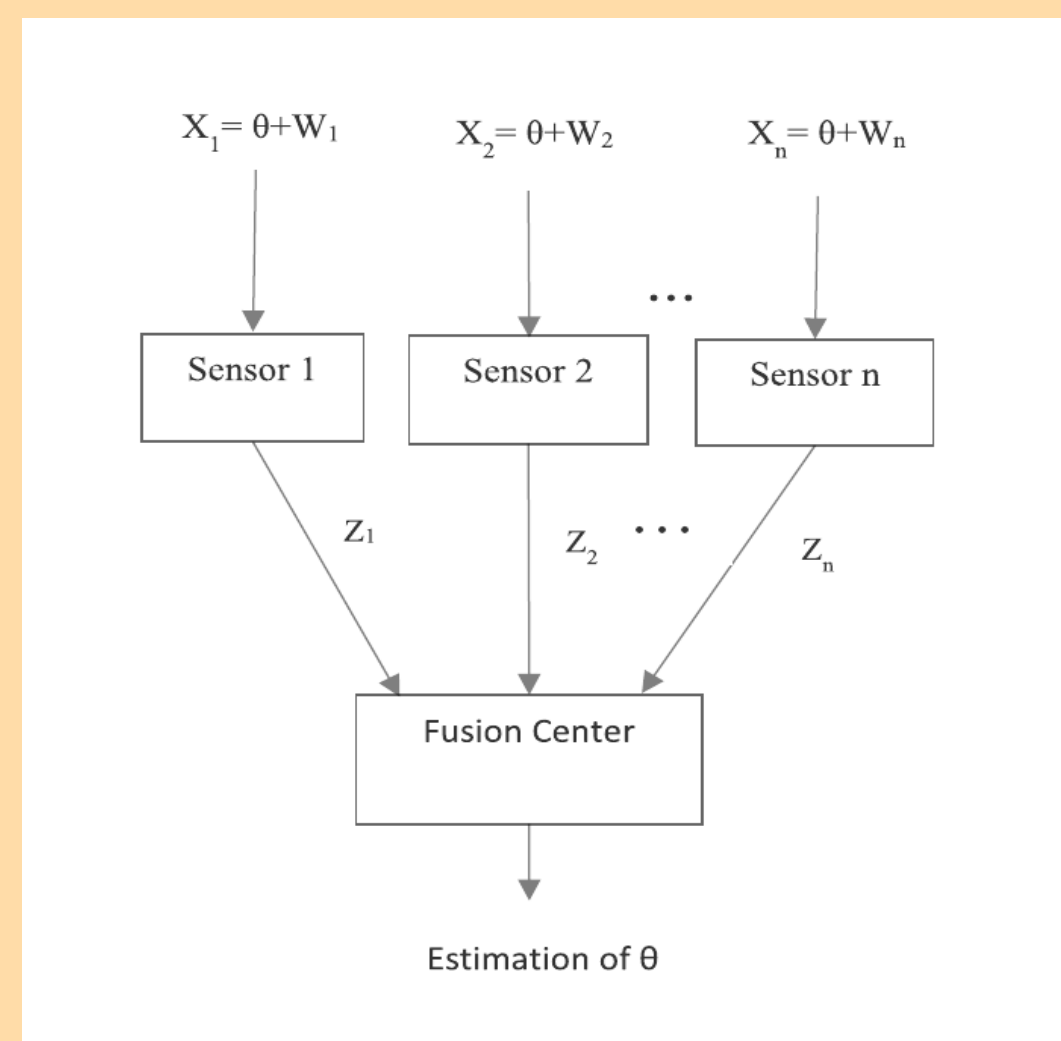 X₁= θ+W₁ X₂= θ+W₂ Xₙ= θ+Wₙ
...
Sensor 1 Sensor 2 Sensor n
Z₁ Z₂ ... Zₙ
Fusion Center
Estimation of θ